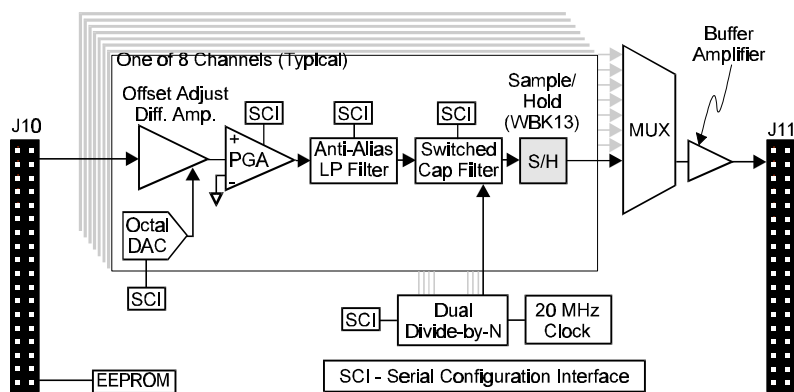 One of 8 Channels (Typical)
Buffer
Amplifier
Sample/
Hold
(WBK13)
Offset Adjust
Diff. Amp.
SCI
SCI
SCI
J10
J11
MUX
+
PGA
-
Anti-Alias
LP Filter
Switched
Cap Filter
S/H
Octal
DAC
SCI
SCI
Dual
Divide-by-N
20 MHz
Clock
EEPROM
SCI - Serial Configuration Interface